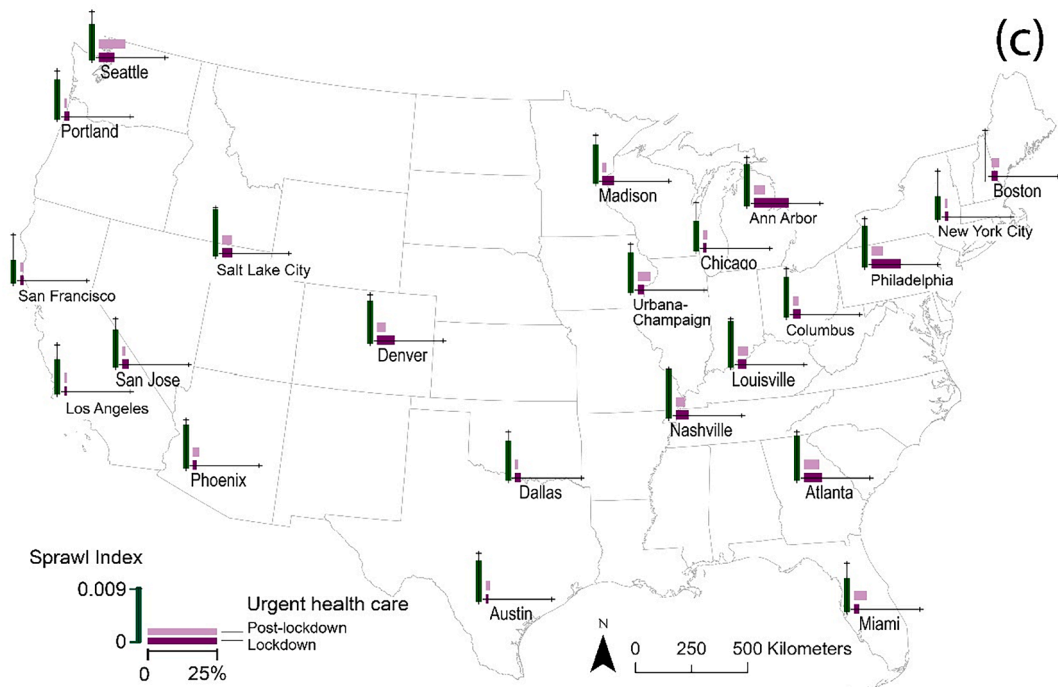 (c)
Seattle
Portland
Madison
Ann Arbor
Boston
New York City
Salt Lake City
Chicago
Philadelphia
San Francisco
Urbana-
Champaign
Columbus
Denver
San Jose
Louisville
Los Angeles
Nashville
Phoenix
Dallas
Atlanta
Sprawl Index
0.009
0
Urgent health care
Post-lockdown
Lockdown
0 25%
Austin
Miami
N
0 250 500 Kilometers